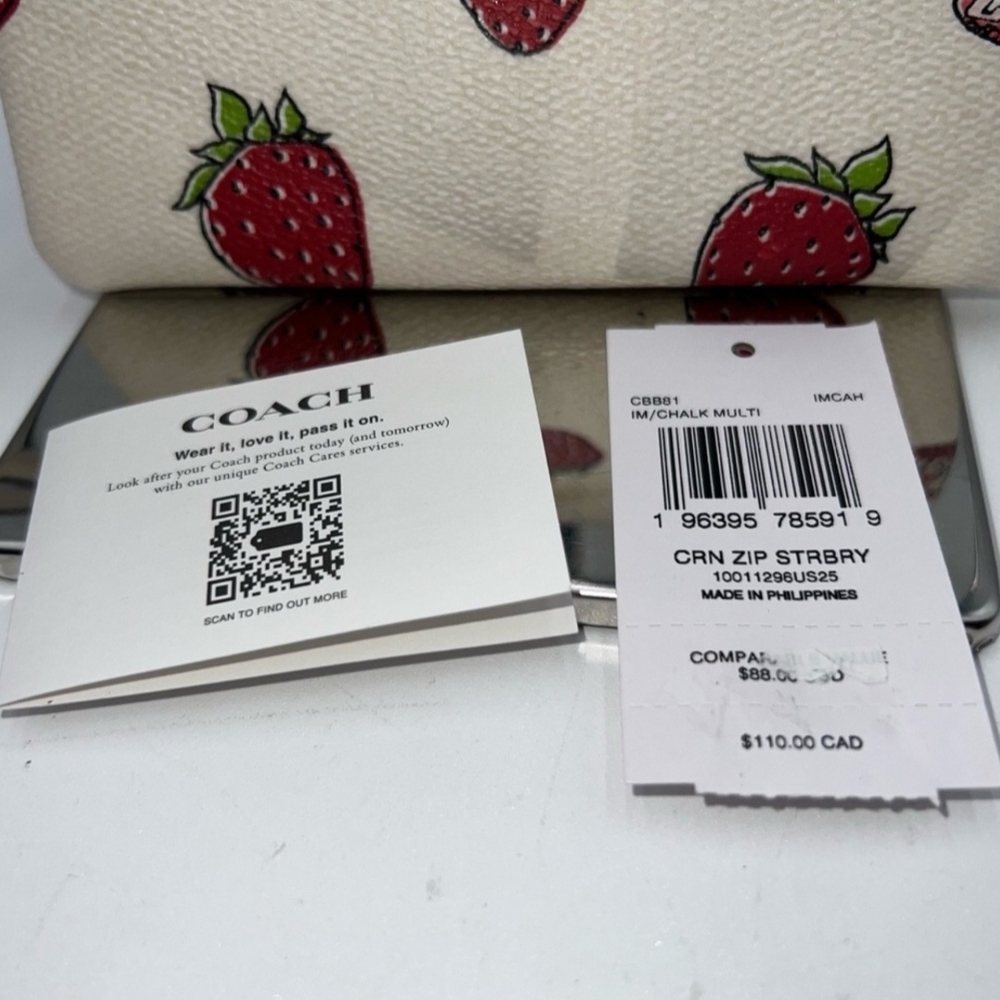 COACH
Wear it, love it, pass it on.
Look after your Coach product today (and tomorrow)
with our unique Coach Cares services.
SCAN TO FIND OUT MORE
CBB81 IMCAH
IM/CHALK MULTI
1 96395 78591 9
CRN ZIP STRBRY
10011296US25
MADE IN PHILIPPINES
$110.00 CAD